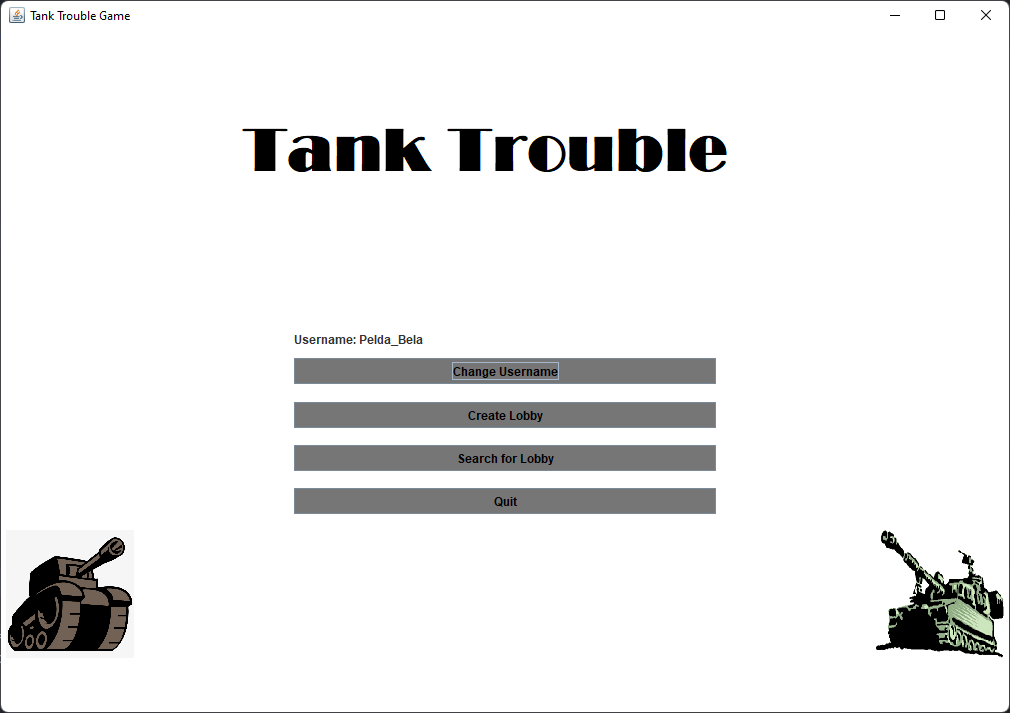 Tank Trouble Game
Tank Trouble
Username: Pelda_Bela
Change Username
Create Lobby
Search for Lobby
Quit